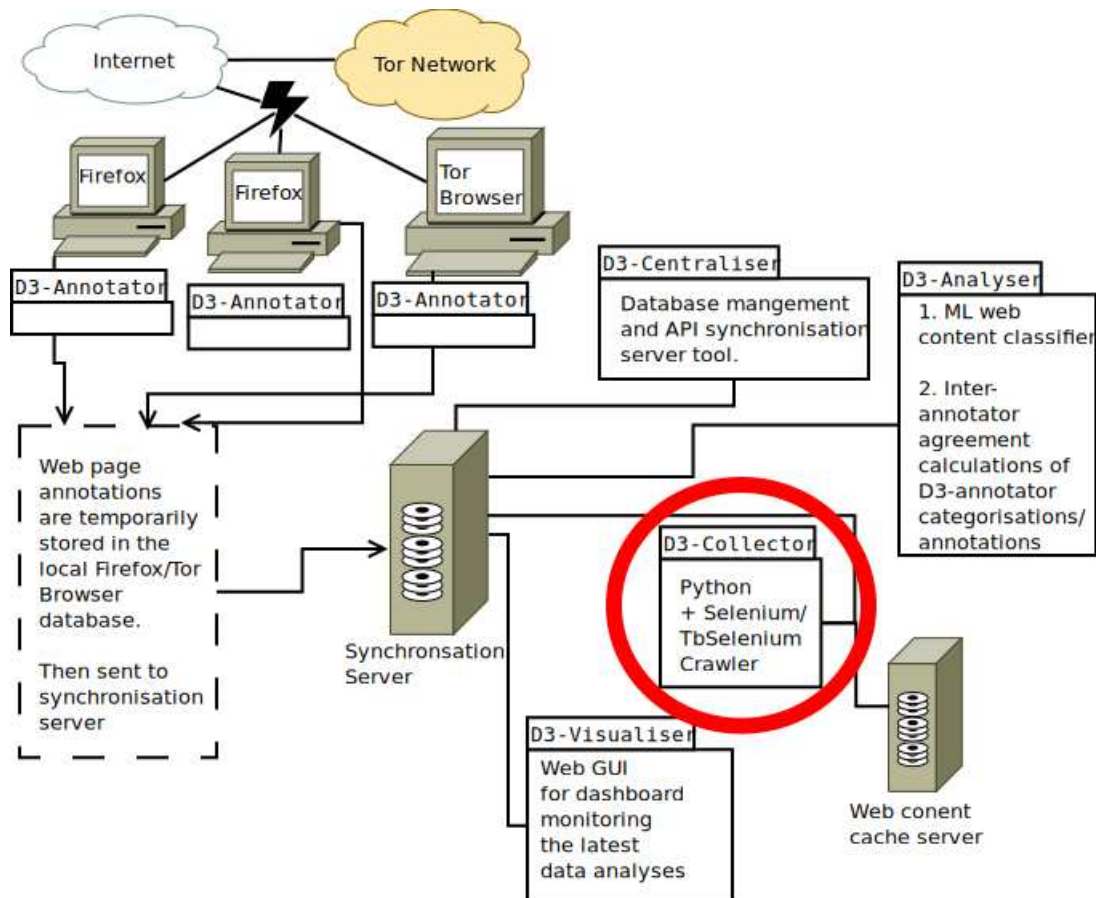 Internet
Tor Network
Firefox
Firefox
Tor
Browser
D3-Annotator
D3-Annotator
D3-Annotator
D3-Centraliser
Database mangement
and API synchronisation
server tool.
D3-Analyser
1. ML web
content classifier
2. Inter-
annotator
agreement
calculations of
D3-annotator
categorisations/
annotations
Web page
annotations
are temporarily
stored in the
local Firefox/Tor
Browser
database.
Then sent to
synchronisation
server
Synchronsation
Server
D3-Collector
Python
+ Selenium/
TbSelenium
Crawler
D3-Visualiser
Web GUI
for dashboard
monitoring
the latest
data analyses
Web conent
cache server